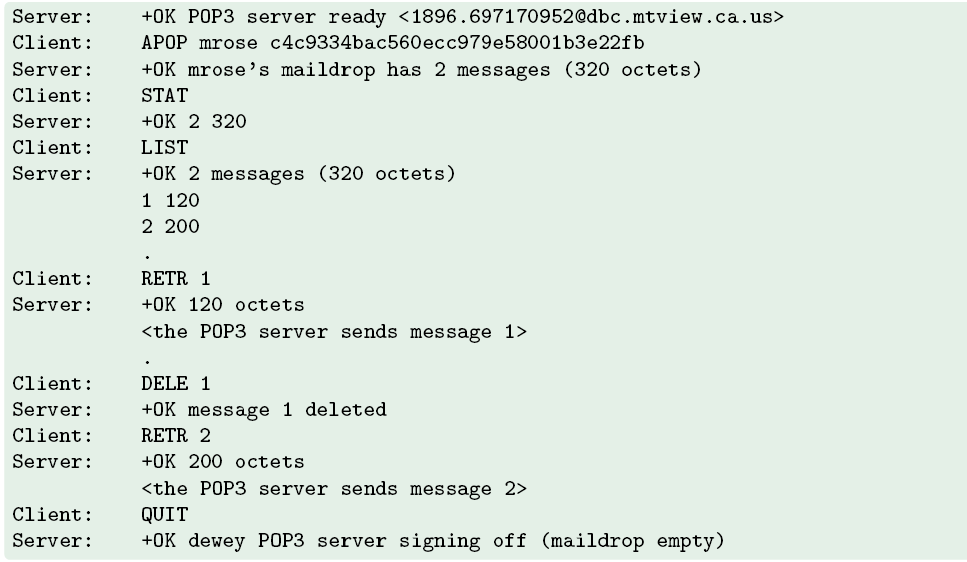 Server: +OK POP3 server ready <1896.697170952@dbc.mtview.ca.us>
Client: APOP mrose c4c9334bac560ecc979e58001b3e22fb
Server: +OK mrose's maildrop has 2 messages (320 octets)
Client: STAT
Server: +OK 2 320
Client: LIST
Server: +OK 2 messages (320 octets)
1 120
2 200
.
Client: RETR 1
Server: +OK 120 octets
<the POP3 server sends message 1>
.
Client: DELE 1
Server: +OK message 1 deleted
Client: RETR 2
Server: +OK 200 octets
<the POP3 server sends message 2>
Client: QUIT
Server: +OK dewey POP3 server signing off (maildrop empty)